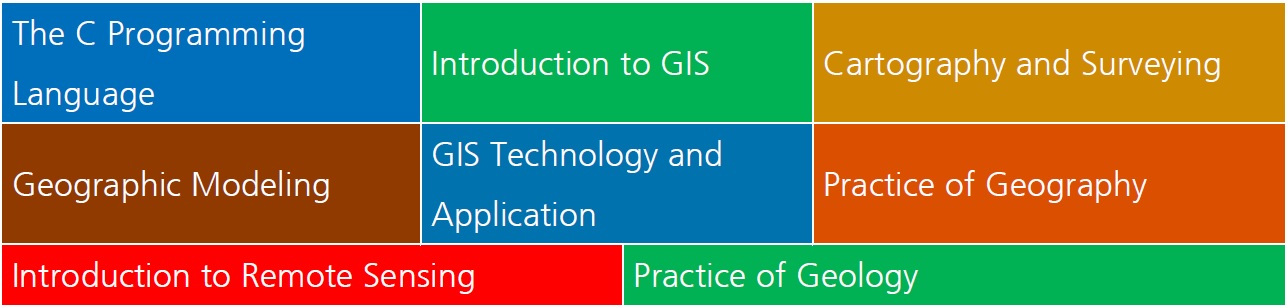 The C Programming
Language
Introduction to GIS
Cartography and Surveying
Geographic Modeling
GIS Technology and
Application
Practice of Geography
Introduction to Remote Sensing
Practice of Geology